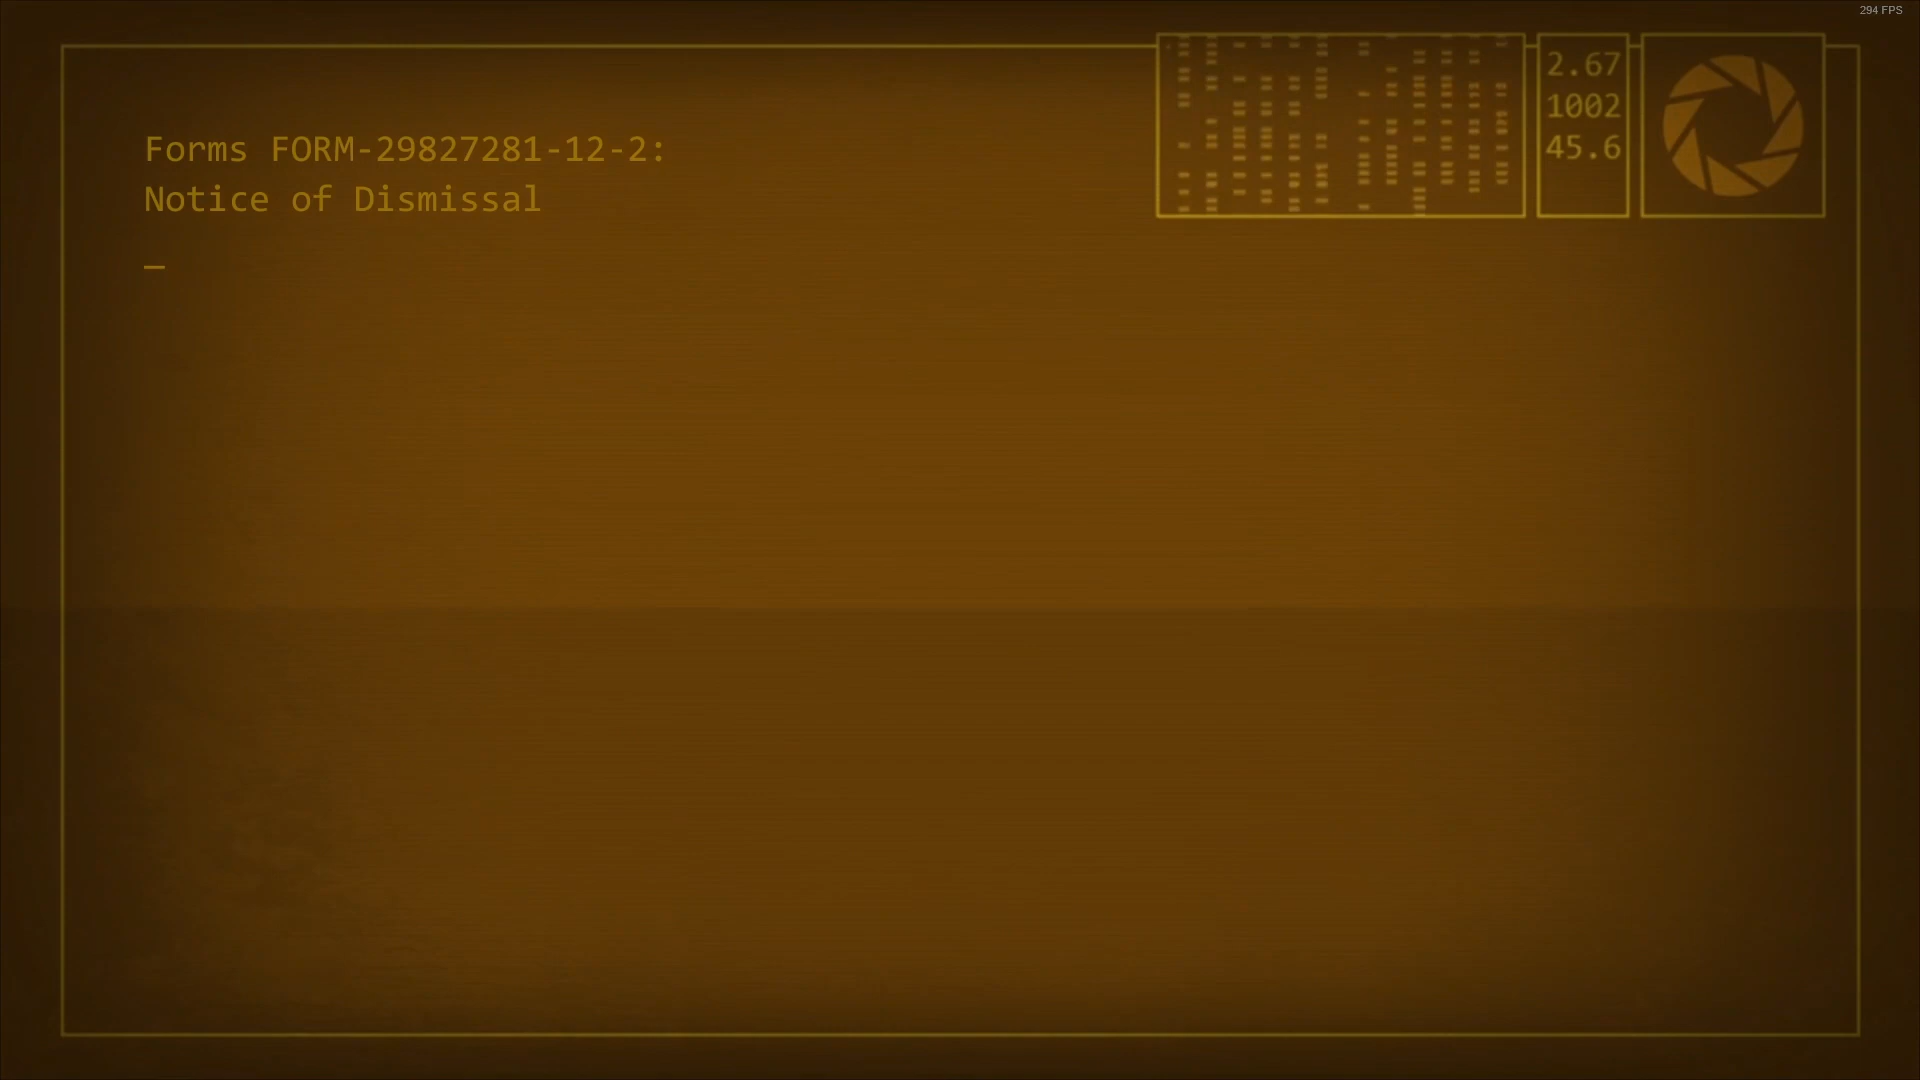 294 FPS
2.67
1002
45.6
Forms FORM-29827281-12-2:
Notice of Dismissal
_